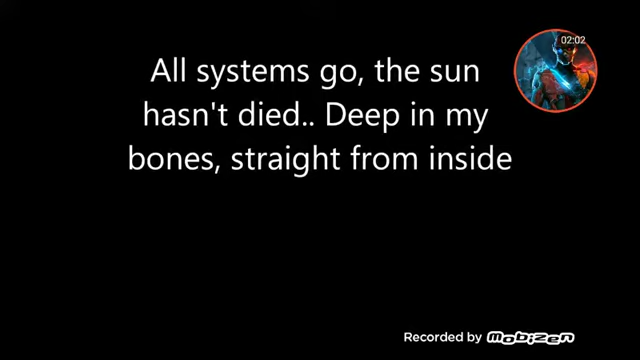 02:02
All systems go, the sun
hasn't died.. Deep in my
bones, straight from inside
Recorded by Mobizen